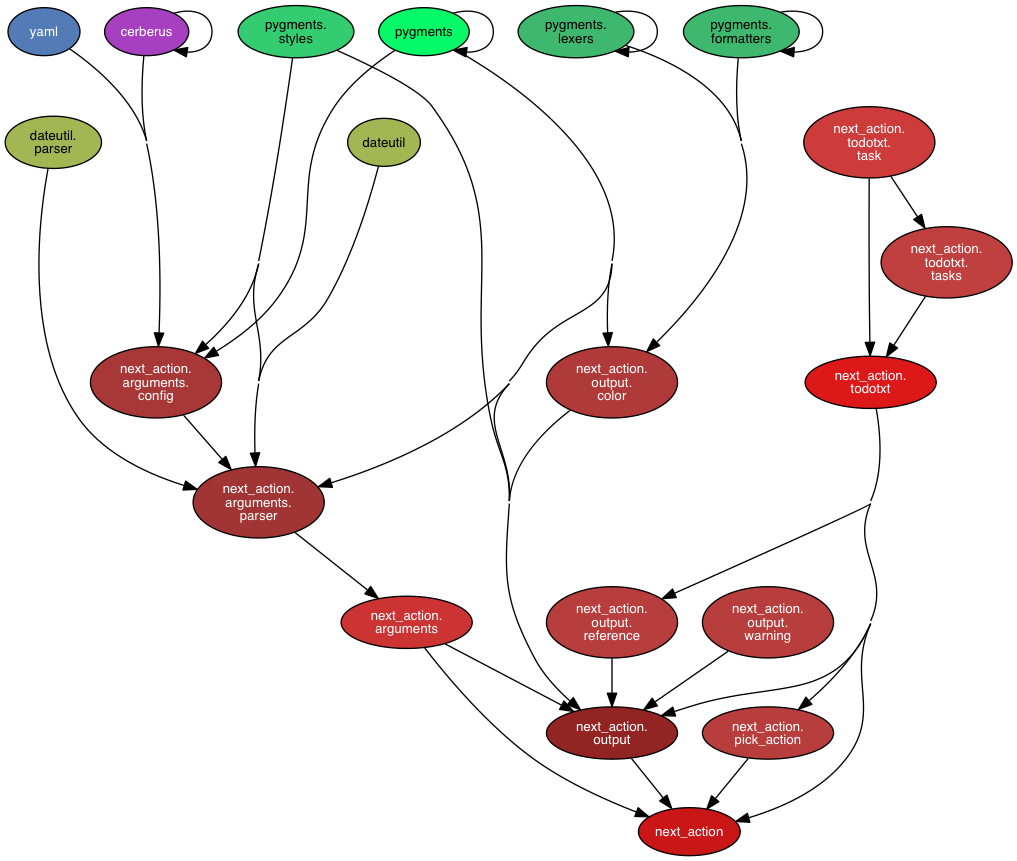 yaml
cerberus
pygments.
styles
pygments
pygments.
lexers
pygments.
formatters
dateutil.
parser
dateutil
next_action.
todotxt.
task
next_action.
todotxt.
tasks
next_action.
arguments.
config
next_action.
output.
color
next_action.
todotxt
next_action.
arguments.
parser
next_action.
arguments
next_action.
output.
reference
next_action.
output.
warning
next_action.
output
next_action.
pick_action
next_action